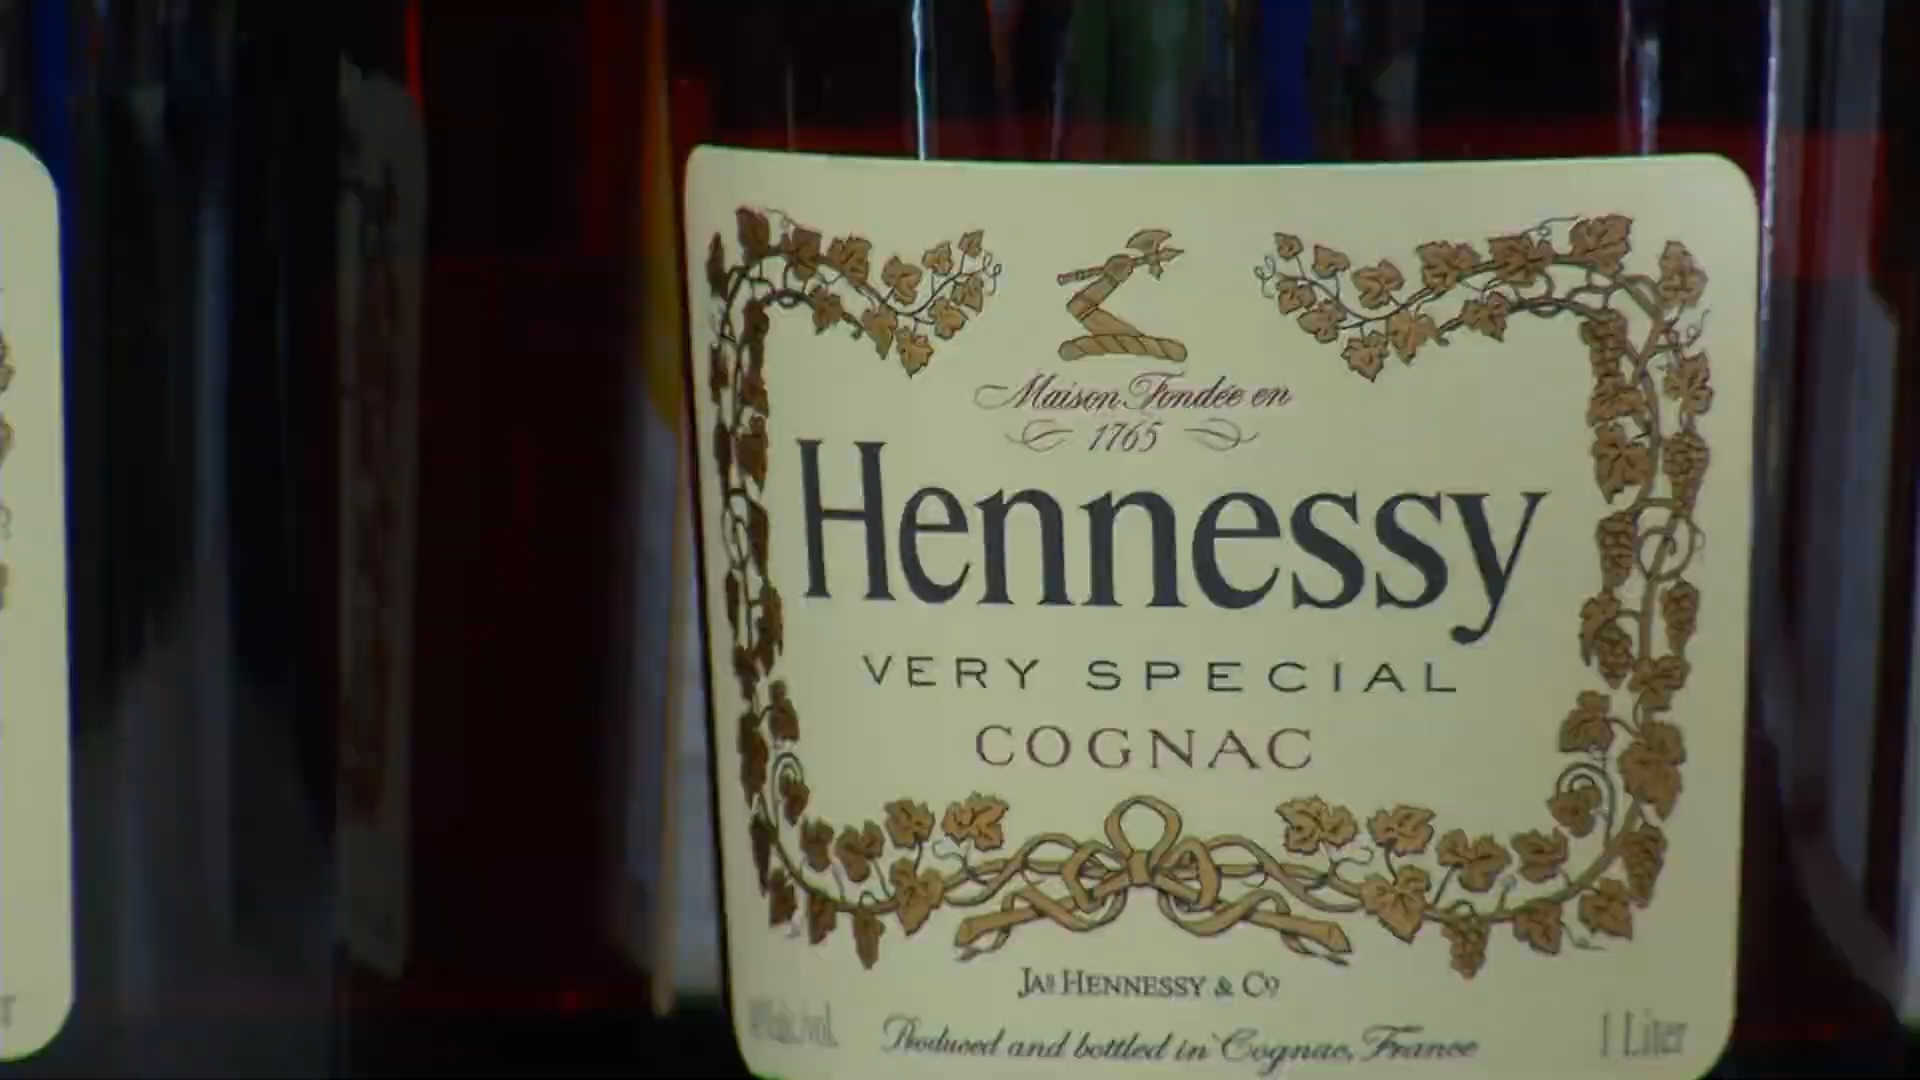 Maison Fondée en
1765
Hennessy
VERY SPECIAL
COGNAC
JAS HENNESSY & CO
Produced and bottled in Cognac, France
1 Liter